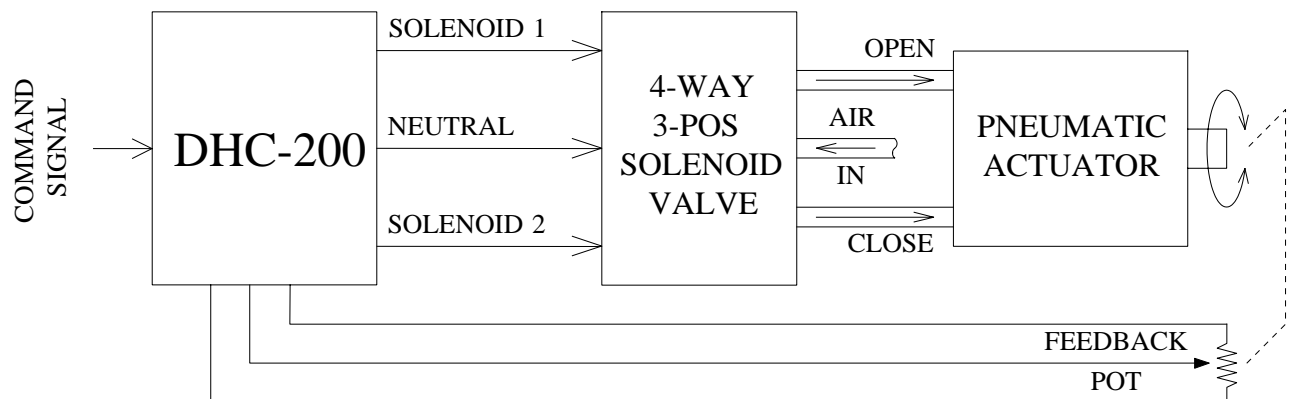 COMMAND
SIGNAL
DHC-200
SOLENOID 1
NEUTRAL
SOLENOID 2
4-WAY
3-POS
SOLENOID
VALVE
OPEN
AIR
IN
CLOSE
PNEUMATIC
ACTUATOR
FEEDBACK
POT